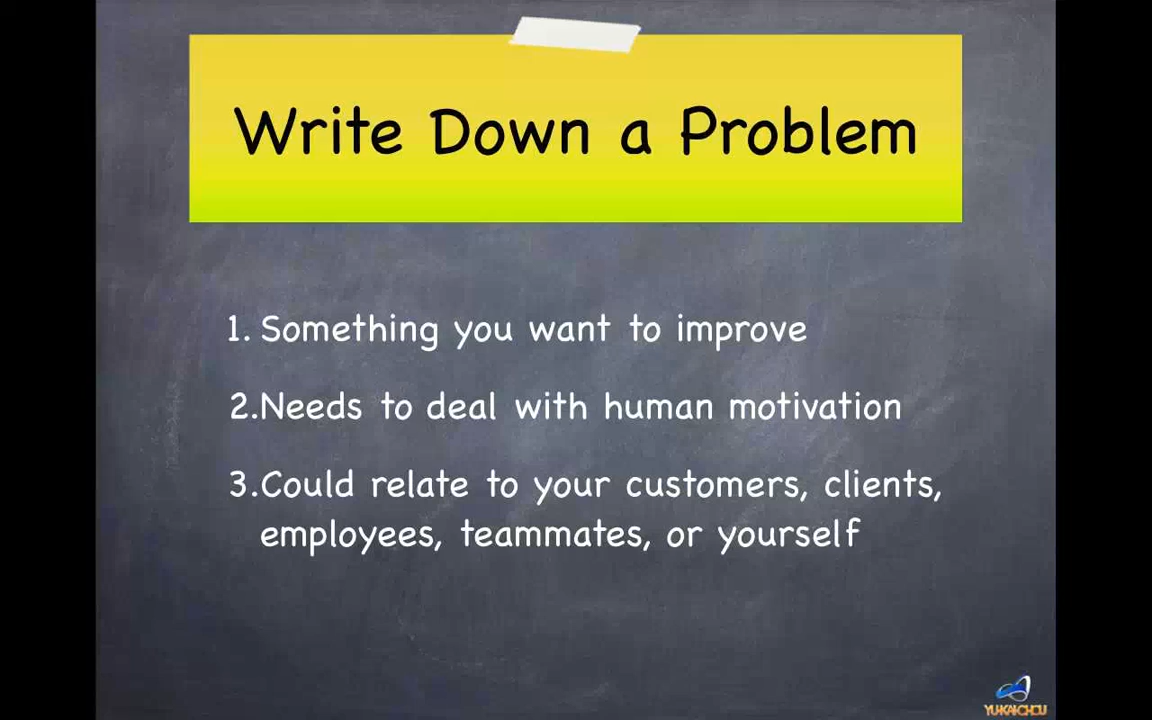 Write Down a Problem
1. Something you want to improve
2.Needs to deal with human motivation
3.Could relate to your customers, clients,
employees, teammates, or yourself
YUKAICHOU